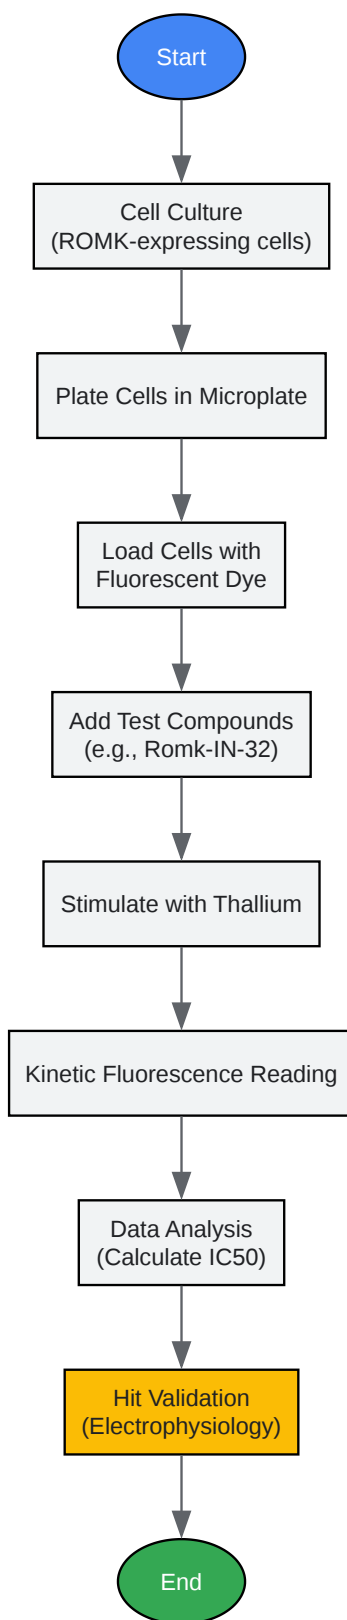 Start
Cell Culture
(ROMK-expressing cells)
Plate Cells in Microplate
Load Cells with
Fluorescent Dye
Add Test Compounds
(e.g., Romk-IN-32)
Stimulate with Thallium
Kinetic Fluorescence Reading
Data Analysis
(Calculate IC50)
Hit Validation
(Electrophysiology)
End